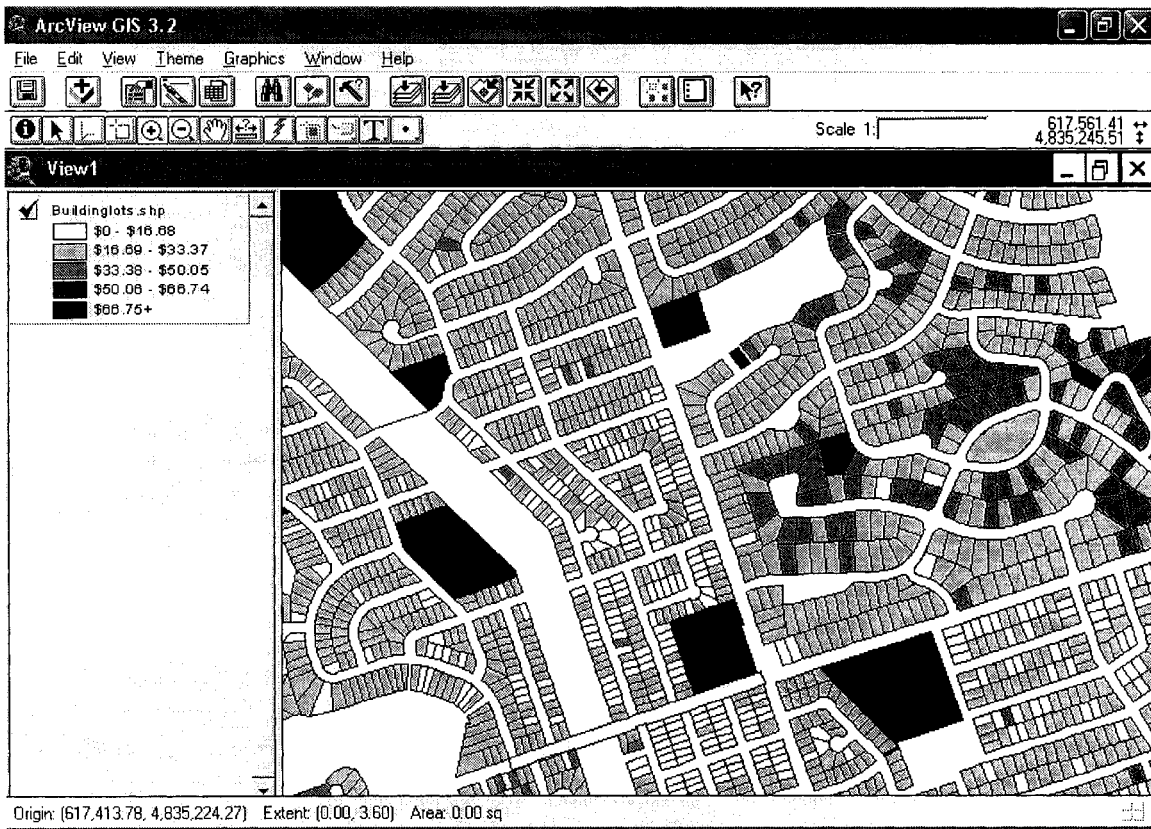 ArcView GIS 3.2
File Edit View Theme Graphics Window Help
Scale 1: 617,561.41
4,835,245.51
View1
Buildinglots.shp
$0 - $16.68
$16.69 - $33.37
$33.38 - $50.05
$50.06 - $66.74
$66.75+
Origin: (617,413.78, 4,835,224.27) Extent: (0.00, 3.60) Area: 0.00 sq